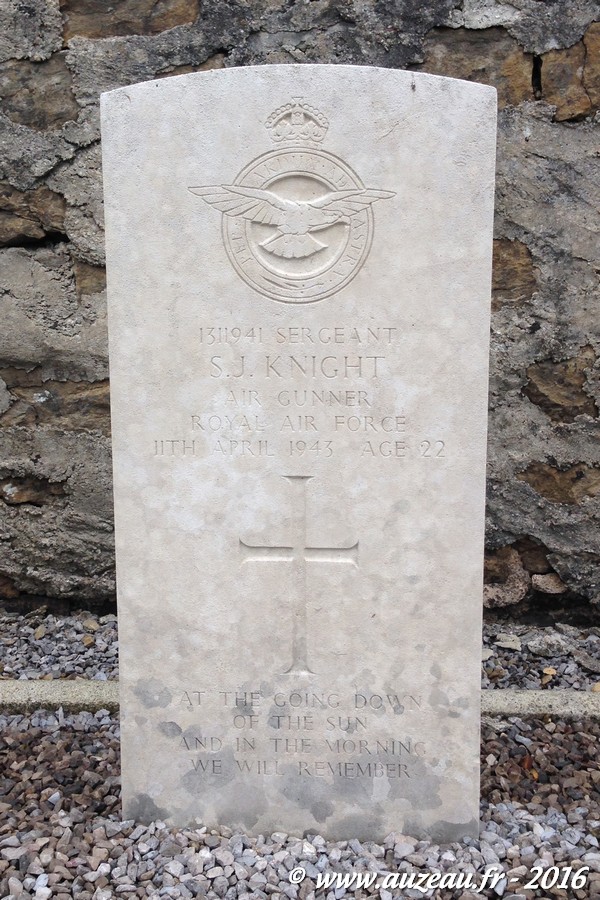 1311941 SERGEANT
S.J. KNIGHT
AIR GUNNER
ROYAL AIR FORCE
11TH APRIL 1943 AGE 22
AT THE GOING DOWN
OF THE SUN
AND IN THE MORNING
WE WILL REMEMBER
© www.auzeau.fr - 2016